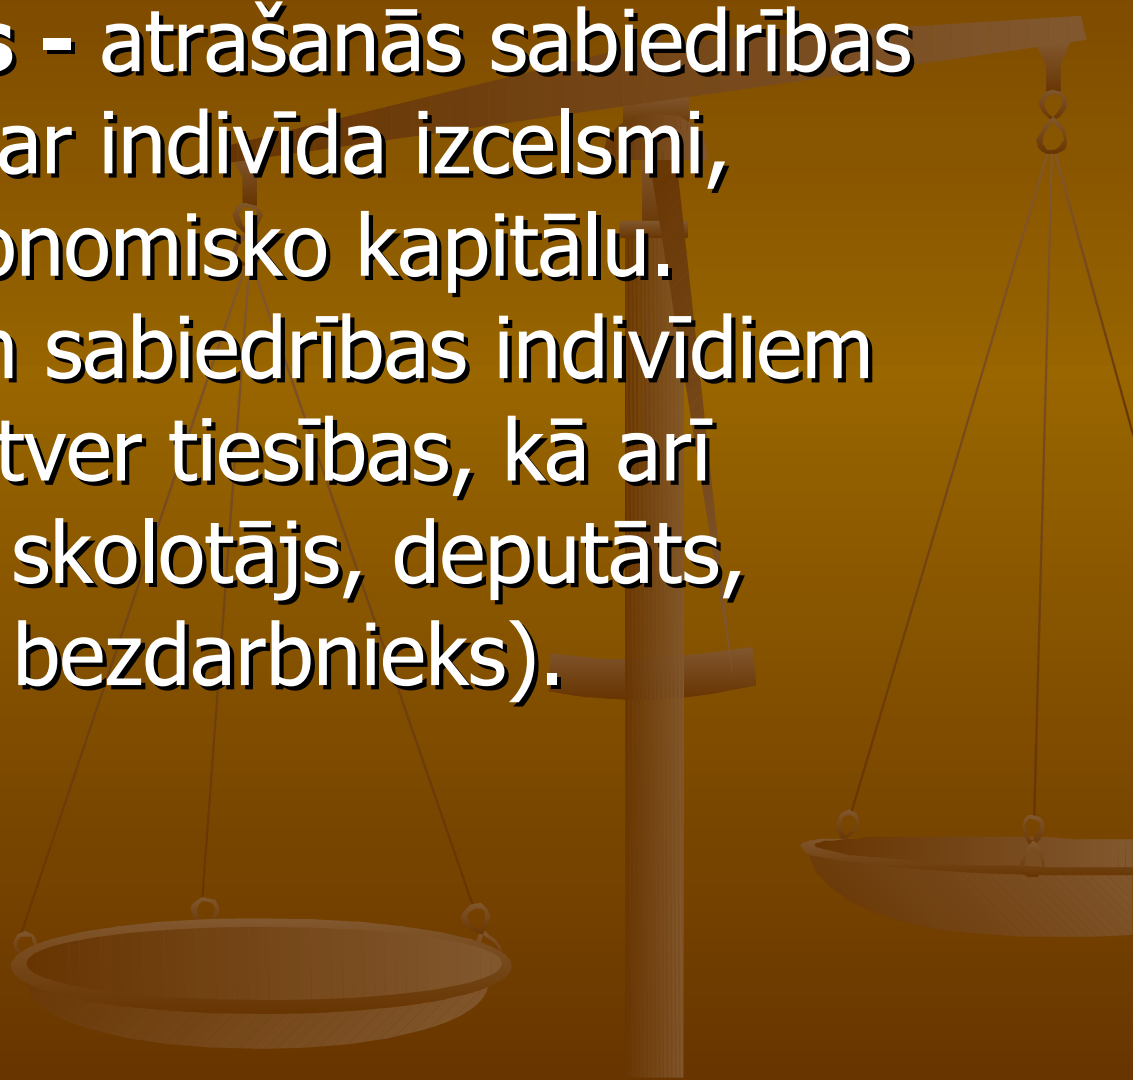 s - atrašanās sabiedrības
ar indivīda izcelsmi,
onomisko kapitālu.
sabiedrības indivīdiem
tver tiesības, kā arī
skolotājs, deputāts,
bezdarbnieks).